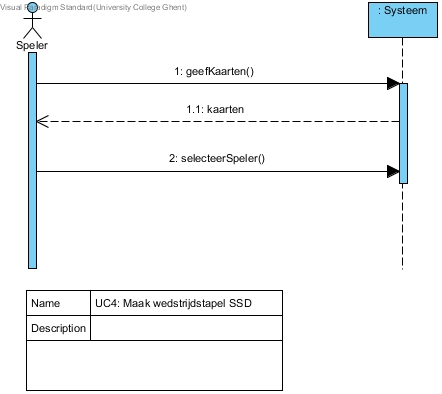 Visual Paradigm Standard(University College Ghent)
: Systeem
Speler
1: geefKaarten()
1.1: kaarten
2: selecteerSpeler()
Name UC4: Maak wedstrijdstapel SSD
Description